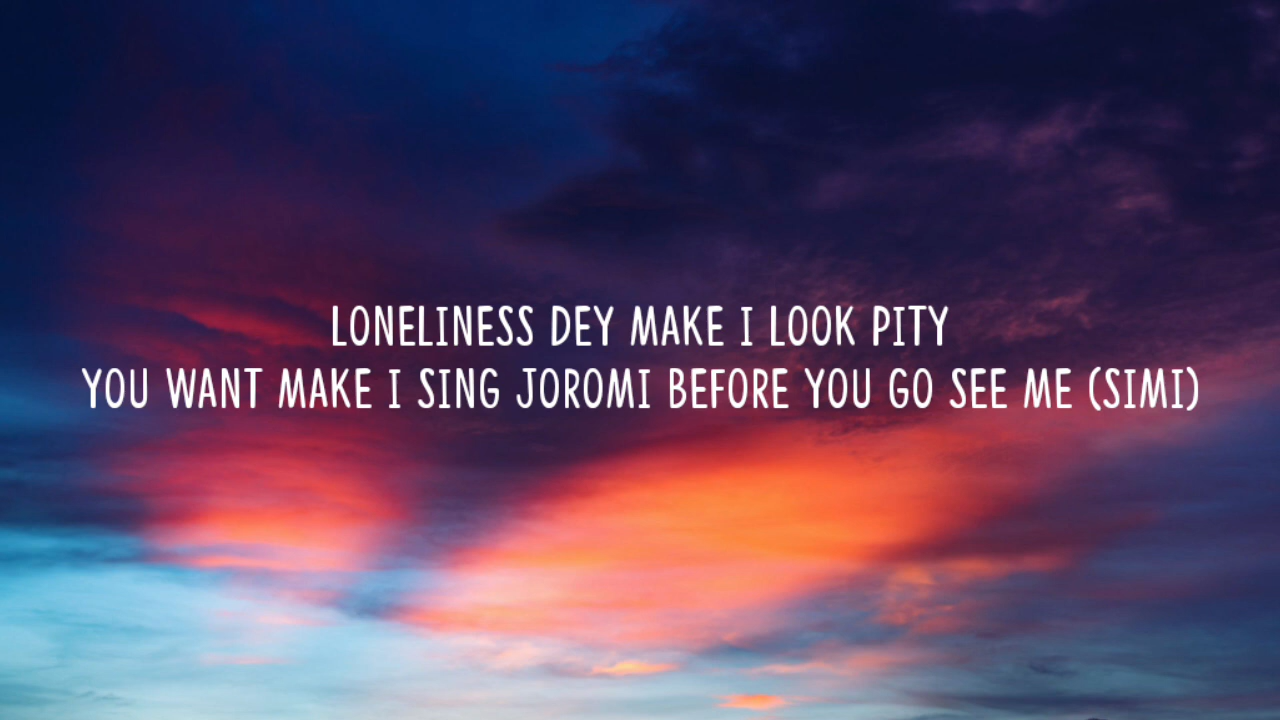 LONELINESS DEY MAKE I LOOK PITY
YOU WANT MAKE I SING JOROMI BEFORE YOU GO SEE ME (SIMI)